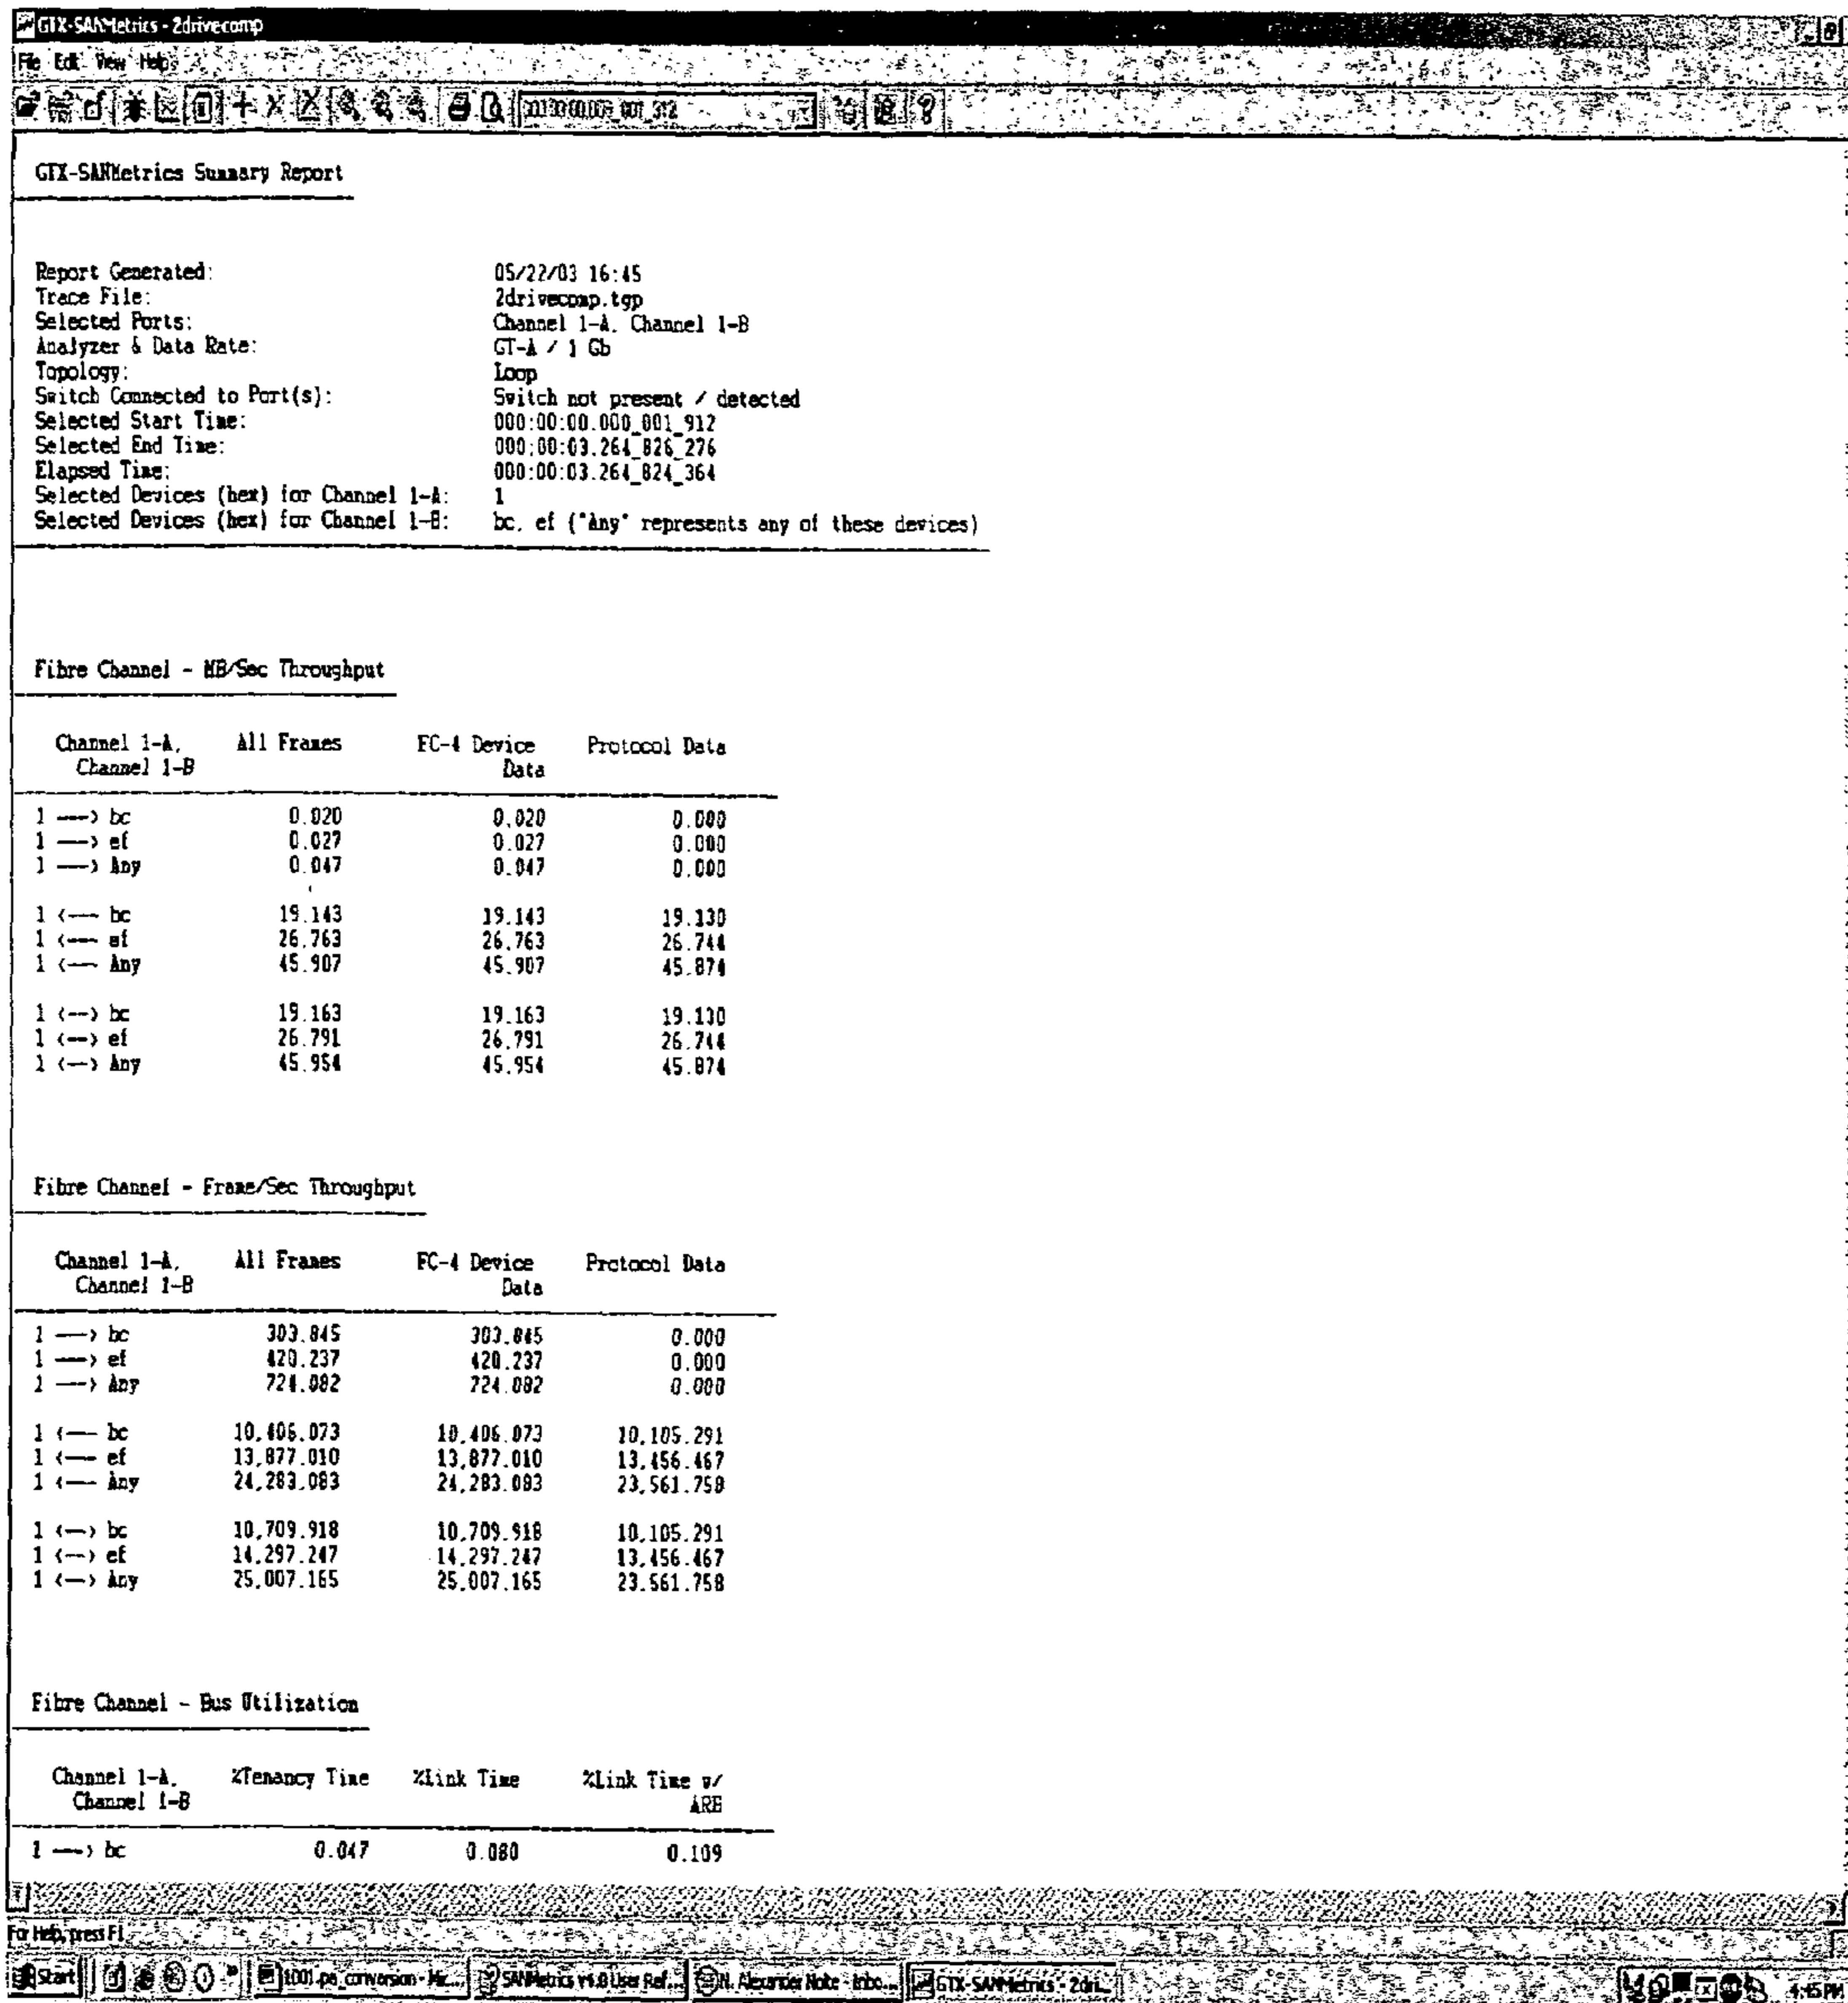 GTX-SANMetrics - 2drivecomp
File Edit View Help
GTX-SANMetrics Summary Report
Report Generated: 05/22/03 16:45
Trace File: 2drivecomp.tgp
Selected Ports: Channel 1-A, Channel 1-B
Analyzer & Data Rate: GT-A / 1 Gb
Topology: Loop
Switch Connected to Port(s): Switch not present / detected
Selected Start Time: 000:00:00.000_001_912
Selected End Time: 000:00:03.264_826_276
Elapsed Time: 000:00:03.264_824_364
Selected Devices (hex) for Channel 1-A: 1
Selected Devices (hex) for Channel 1-B: bc, ef ("Any" represents any of these devices)
Fibre Channel - MB/Sec Throughput
Channel 1-A, All Frames FC-4 Device Protocol Data
Channel 1-B Data
1 ---> bc 0.020 0.020 0.000
1 ---> ef 0.027 0.027 0.000
1 ---> Any 0.047 0.047 0.000
1 <--- bc 19.143 19.143 19.130
1 <--- ef 26.763 26.763 26.744
1 <--- Any 45.907 45.907 45.874
1 <--> bc 19.163 19.163 19.130
1 <--> ef 26.791 26.791 26.744
1 <--> Any 45.954 45.954 45.874
Fibre Channel - Frame/Sec Throughput
Channel 1-A, All Frames FC-4 Device Protocol Data
Channel 1-B Data
1 ---> bc 303.845 303.845 0.000
1 ---> ef 420.237 420.237 0.000
1 ---> Any 724.082 724.082 0.000
1 <--- bc 10,406.073 10,406.073 10,105.291
1 <--- ef 13,877.010 13,877.010 13,456.467
1 <--- Any 24,283.083 24,283.083 23,561.758
1 <--> bc 10,709.918 10,709.918 10,105.291
1 <--> ef 14,297.247 14,297.247 13,456.467
1 <--> Any 25,007.165 25,007.165 23,561.758
Fibre Channel - Bus Utilization
Channel 1-A, %Tenancy Time %Link Time %Link Time w/
Channel 1-B ARB
1 ---> bc 0.047 0.080 0.109
For Help, press F1
Start 1001.pa_conversion - Mic... SANMetrics v4.0 User Ref... N. Alexander Nolte - Inbo... GTX-SANMetrics - 2dri... 4:45 PM